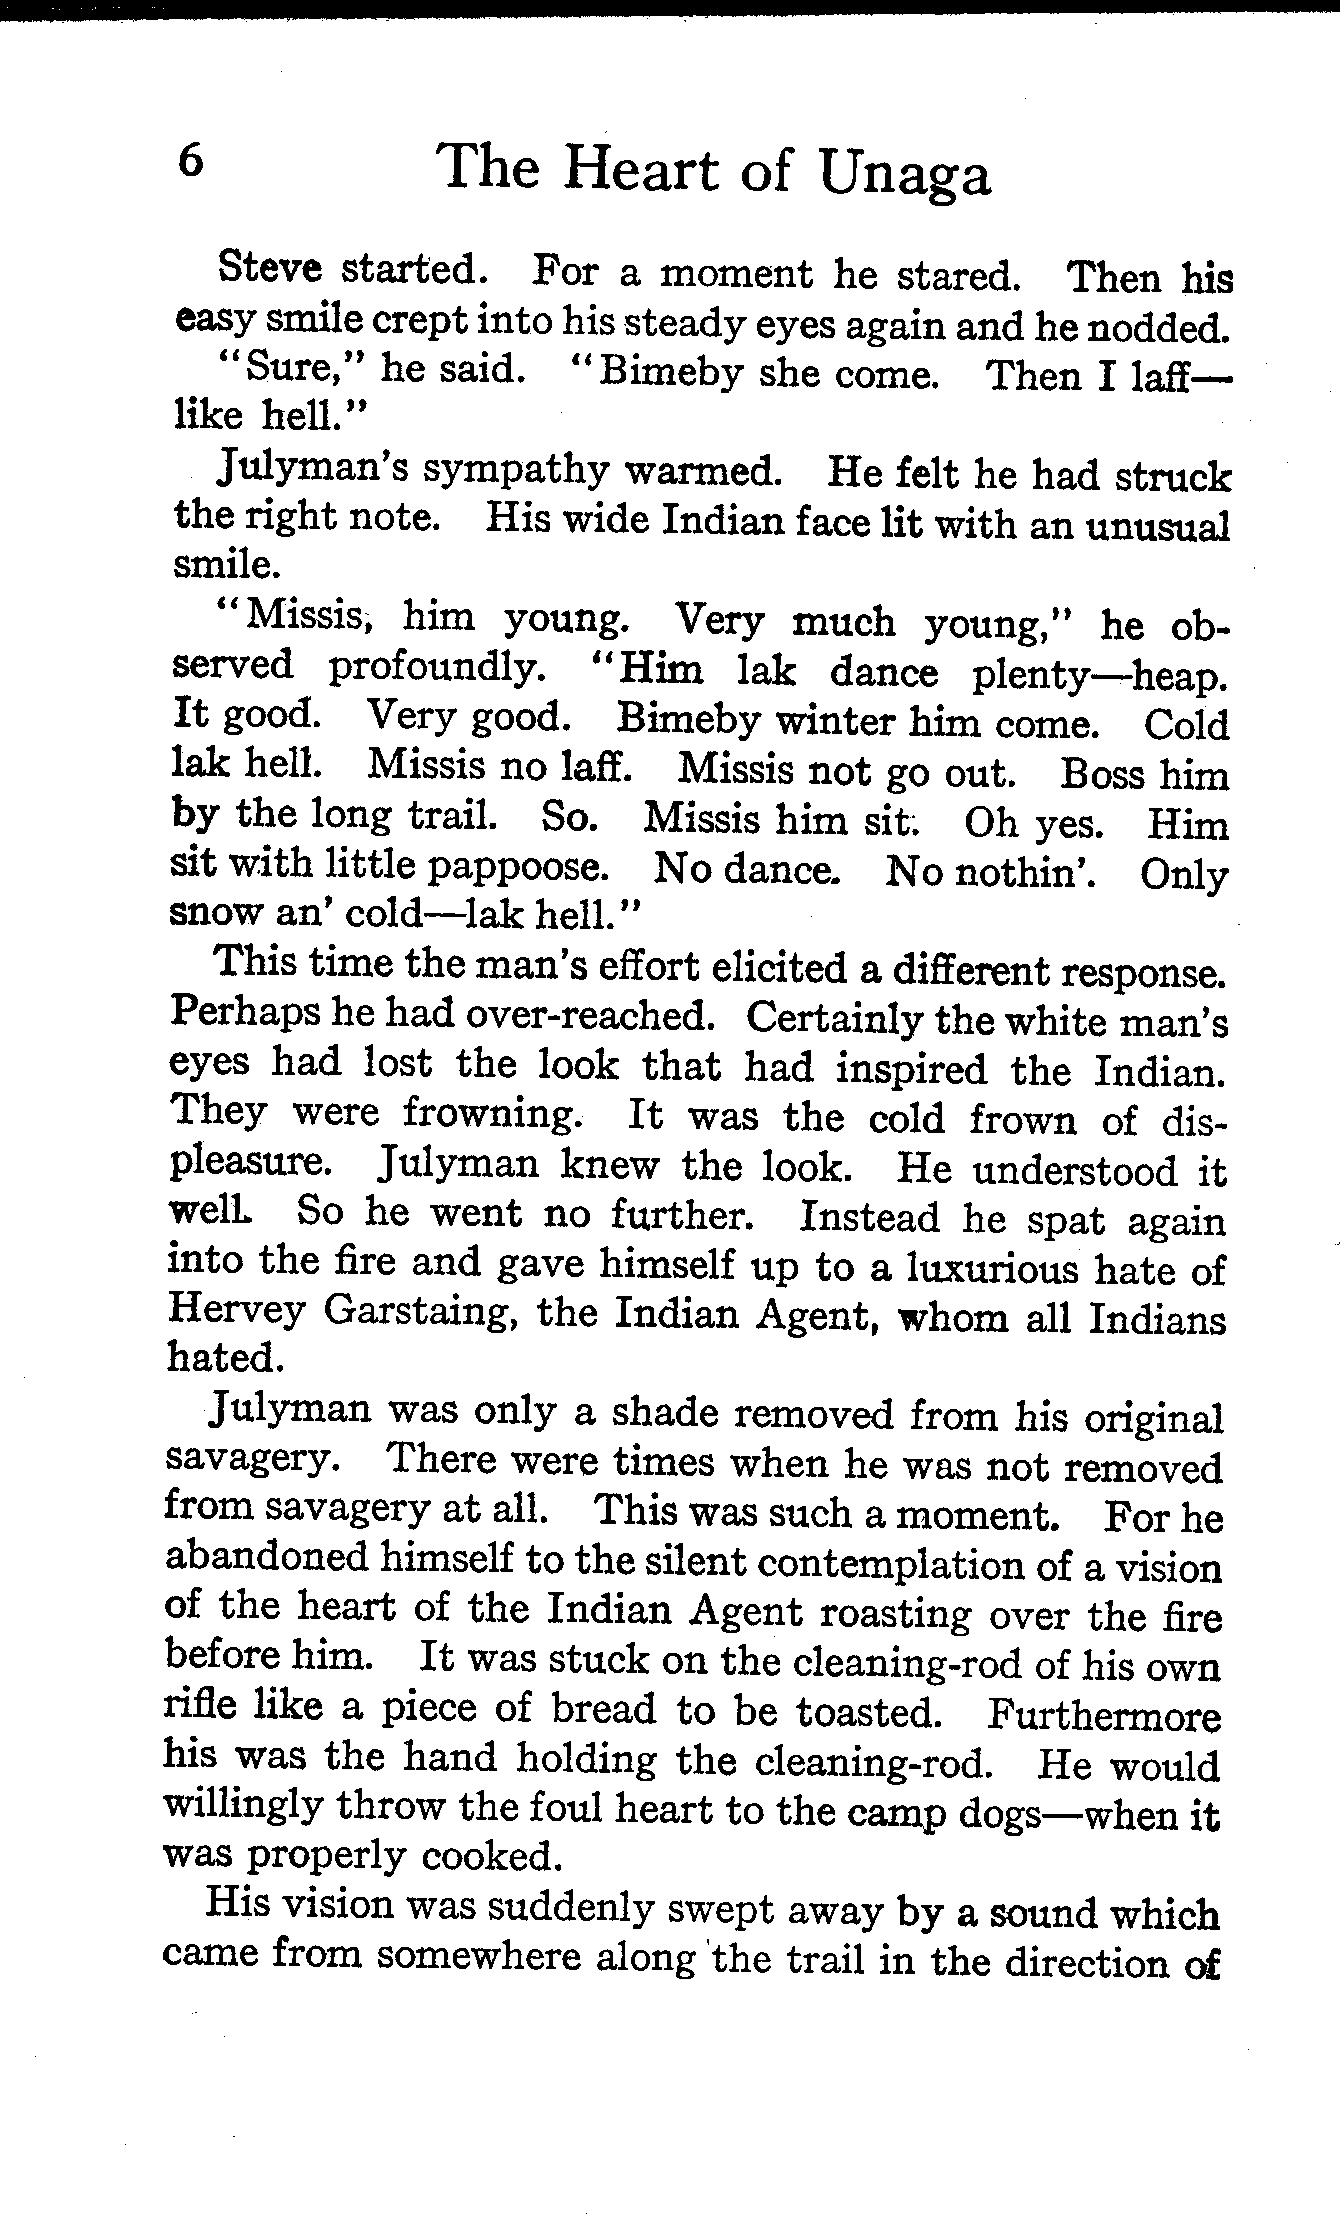 6 The Heart of Unaga
Steve started. For a moment he stared. Then his
easy smile crept into his steady eyes again and he nodded.
"Sure," he said. "Bimeby she come. Then I laff—
like hell."
Julyman's sympathy warmed. He felt he had struck
the right note. His wide Indian face lit with an unusual
smile.
"Missis, him young. Very much young," he ob-
served profoundly. "Him lak dance plenty—heap.
It good. Very good. Bimeby winter him come. Cold
lak hell. Missis no laff. Missis not go out. Boss him
by the long trail. So. Missis him sit. Oh yes. Him
sit with little pappoose. No dance. No nothin'. Only
snow an' cold—lak hell."
This time the man's effort elicited a different response.
Perhaps he had over-reached. Certainly the white man's
eyes had lost the look that had inspired the Indian.
They were frowning. It was the cold frown of dis-
pleasure. Julyman knew the look. He understood it
well. So he went no further. Instead he spat again
into the fire and gave himself up to a luxurious hate of
Hervey Garstaing, the Indian Agent, whom all Indians
hated.
Julyman was only a shade removed from his original
savagery. There were times when he was not removed
from savagery at all. This was such a moment. For he
abandoned himself to the silent contemplation of a vision
of the heart of the Indian Agent roasting over the fire
before him. It was stuck on the cleaning-rod of his own
rifle like a piece of bread to be toasted. Furthermore
his was the hand holding the cleaning-rod. He would
willingly throw the foul heart to the camp dogs—when it
was properly cooked.
His vision was suddenly swept away by a sound which
came from somewhere along the trail in the direction of